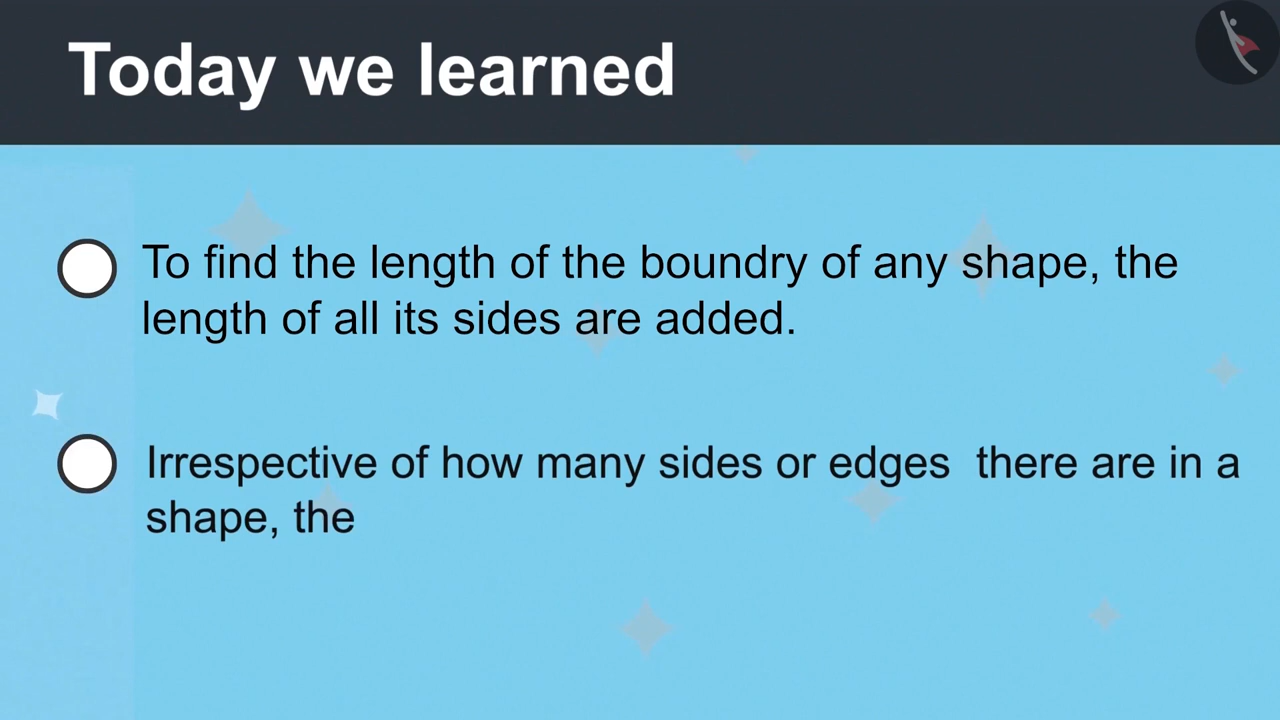 Today we learned
To find the length of the boundry of any shape, the
length of all its sides are added.
Irrespective of how many sides or edges there are in a
shape, the